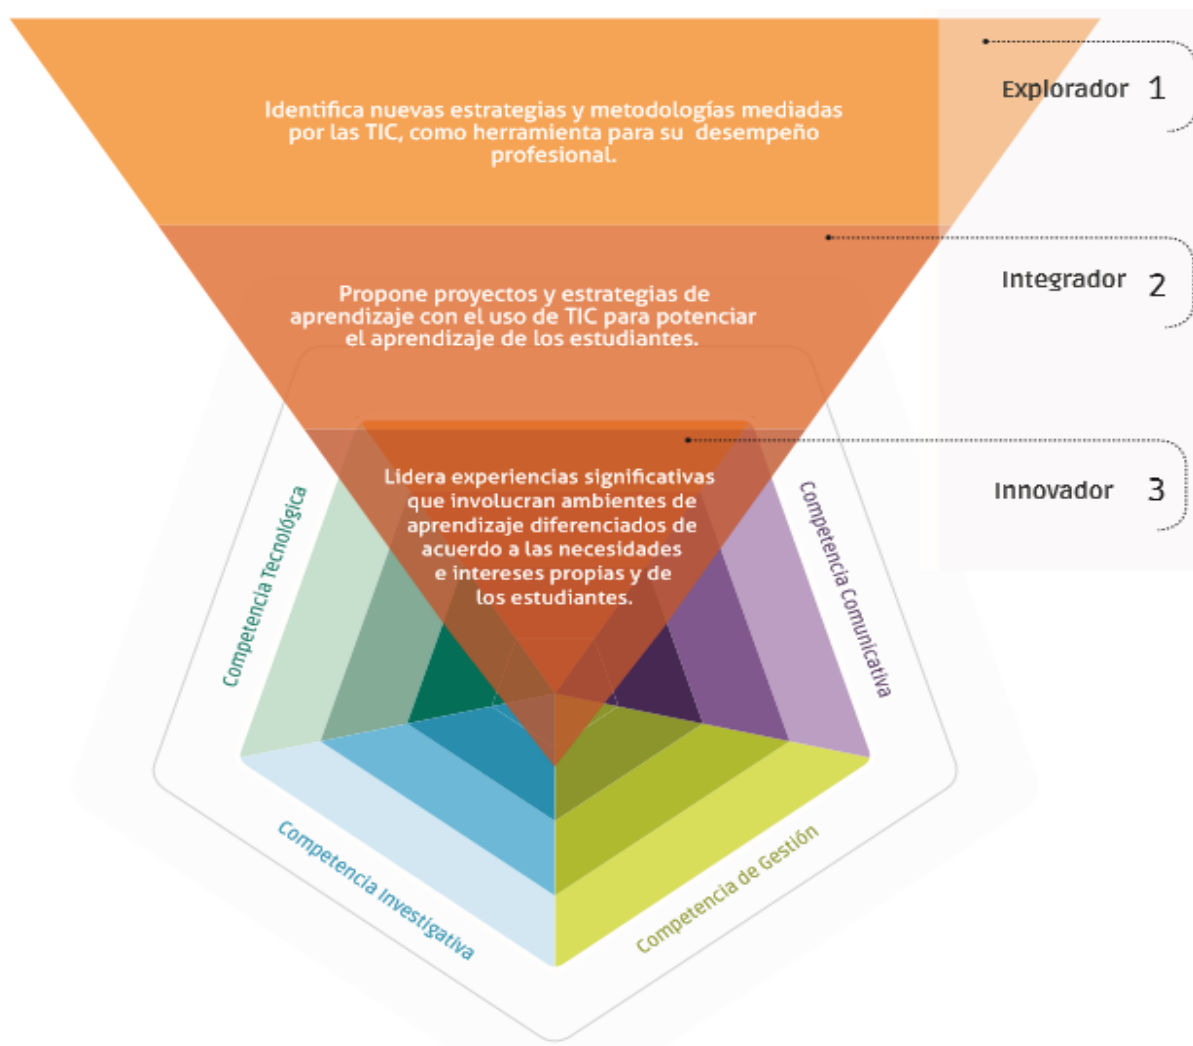 Identifica nuevas estrategias y metodologías mediadas
por las TIC, como herramienta para su desempeño
profesional.
Explorador 1
Propone proyectos y estrategias de
aprendizaje con el uso de TIC para potenciar
el aprendizaje de los estudiantes.
Integrador 2
Lidera experiencias significativas
que involucran ambientes de
aprendizaje diferenciados de
acuerdo a las necesidades
e intereses propias y de
los estudiantes.
Innovador 3
Competencia Tecnológica
Competencia Comunicativa
Competencia Investigativa
Competencia de Gestión